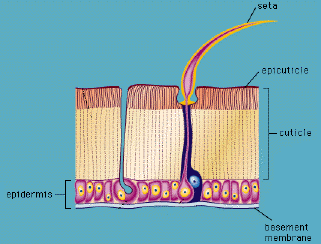 seta
epicuticle
cuticle
epidermis
basement
membrane